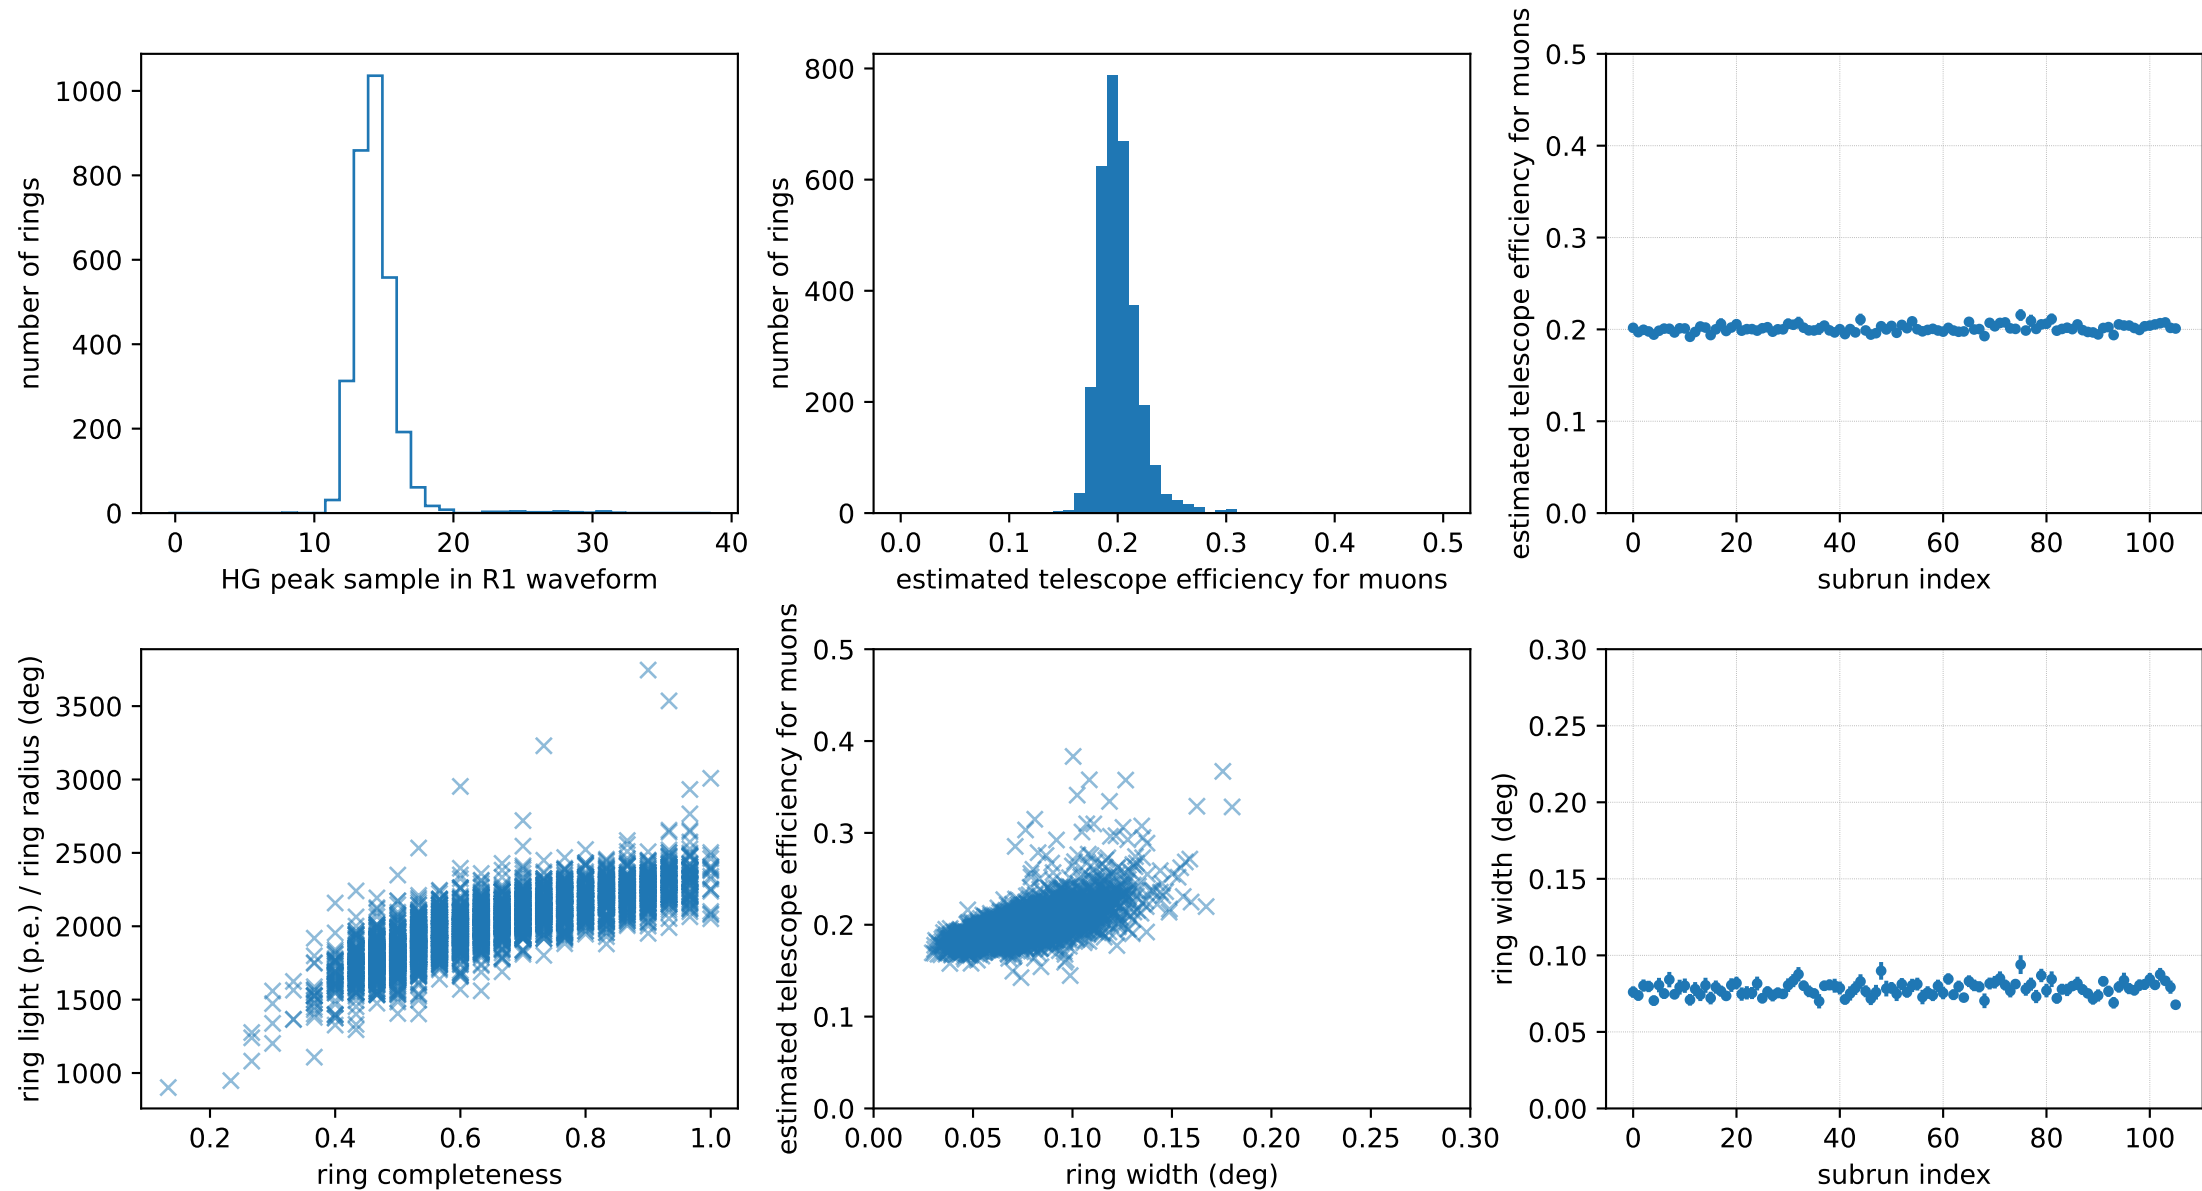 number of rings
1000
800
600
400
200
0
0 10 20 30 40
HG peak sample in R1 waveform
number of rings
800
600
400
200
0
0.0 0.1 0.2 0.3 0.4 0.5
estimated telescope efficiency for muons
estimated telescope efficiency for muons
0.5
0.4
0.3
0.2
0.1
0.0
0 20 40 60 80 100
subrun index
ring light (p.e.) / ring radius (deg)
3500
3000
2500
2000
1500
1000
0.2 0.4 0.6 0.8 1.0
ring completeness
estimated telescope efficiency for muons
0.5
0.4
0.3
0.2
0.1
0.0
0.00 0.05 0.10 0.15 0.20 0.25 0.30
ring width (deg)
ring width (deg)
0.30
0.25
0.20
0.15
0.10
0.05
0.00
0 20 40 60 80 100
subrun index